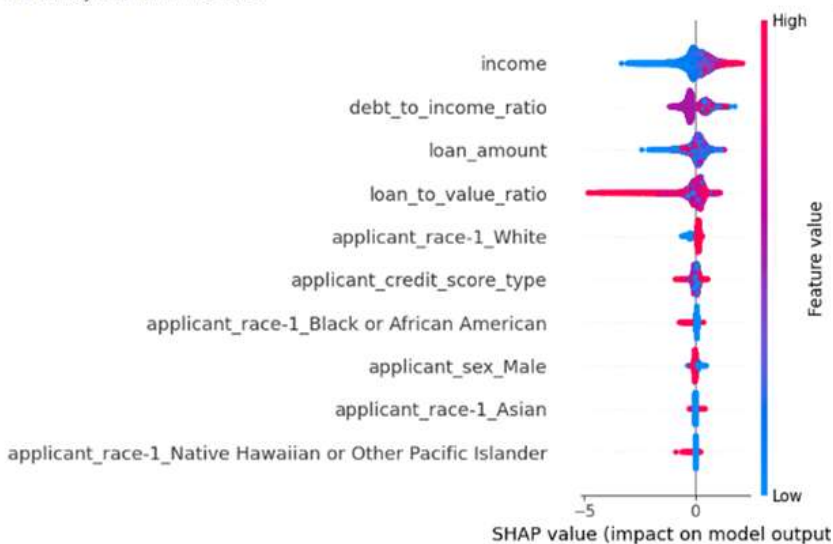 High
income
debt_to_income_ratio
loan_amount
loan_to_value_ratio
applicant_race-1_White
applicant_credit_score_type
applicant_race-1_Black or African American
applicant_sex_Male
applicant_race-1_Asian
applicant_race-1_Native Hawaiian or Other Pacific Islander
Feature value
Low
−5 0
SHAP value (impact on model output